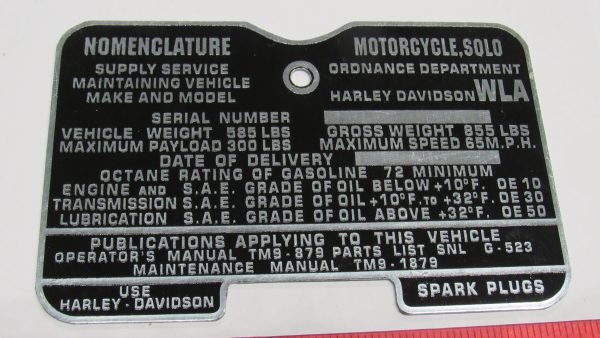 NOMENCLATURE MOTORCYCLE, SOLO
SUPPLY SERVICE ORDNANCE DEPARTMENT
MAINTAINING VEHICLE
MAKE AND MODEL HARLEY DAVIDSON WLA
SERIAL NUMBER
VEHICLE WEIGHT 585 LBS GROSS WEIGHT 855 LBS
MAXIMUM PAYLOAD 300 LBS MAXIMUM SPEED 65 M.P.H.
DATE OF DELIVERY
OCTANE RATING OF GASOLINE 72 MINIMUM
ENGINE AND S.A.E. GRADE OF OIL BELOW +10°F. OE 10
TRANSMISSION S.A.E. GRADE OF OIL +10°F. TO +32°F. OE 30
LUBRICATION S.A.E. GRADE OF OIL ABOVE +32°F. OE 50
PUBLICATIONS APPLYING TO THIS VEHICLE
OPERATOR'S MANUAL TM9-879 PARTS LIST SNL G-523
MAINTENANCE MANUAL TM9-1879
USE
HARLEY-DAVIDSON SPARK PLUGS